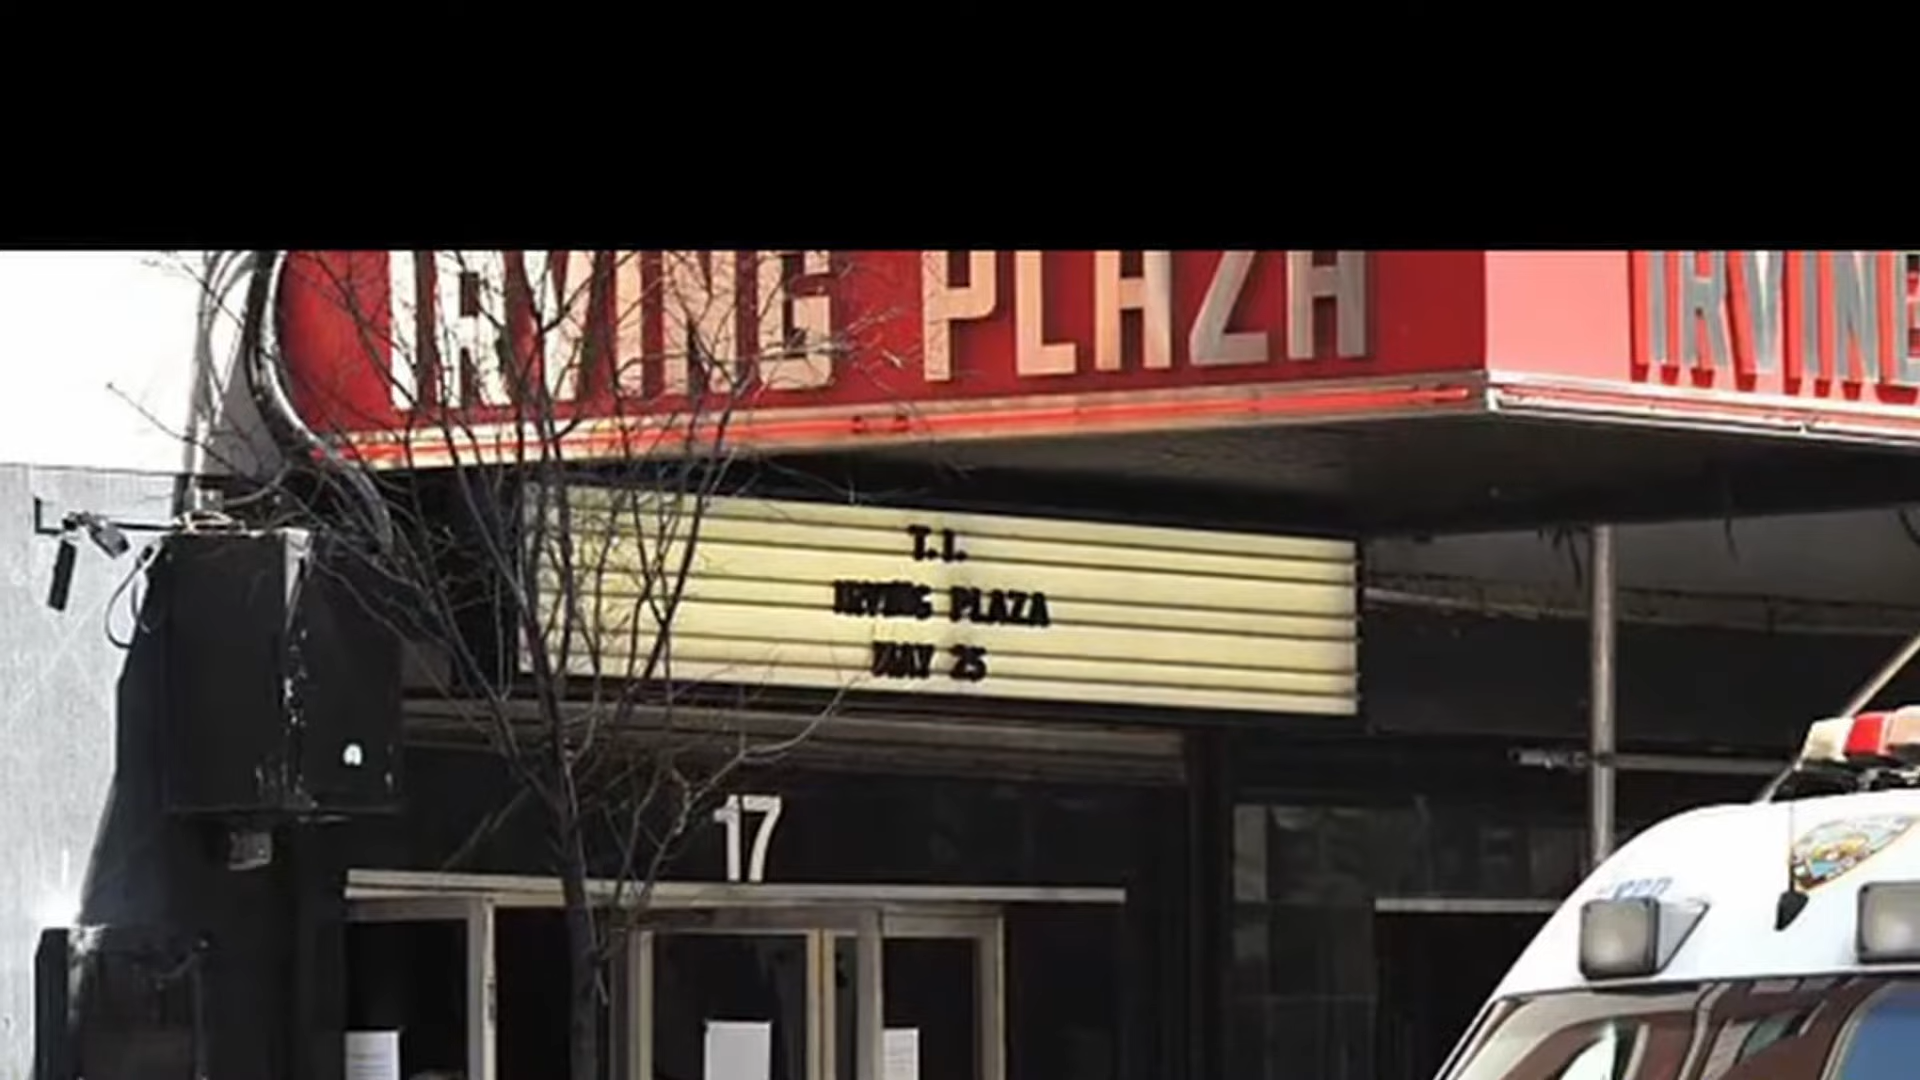 IRVING PLAZA
IRVING
T.I.
IRVING PLAZA
MAY 25
17